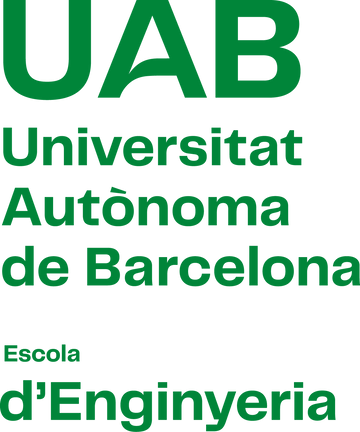 UAB
Universitat
Autònoma
de Barcelona
Escola
d'Enginyeria